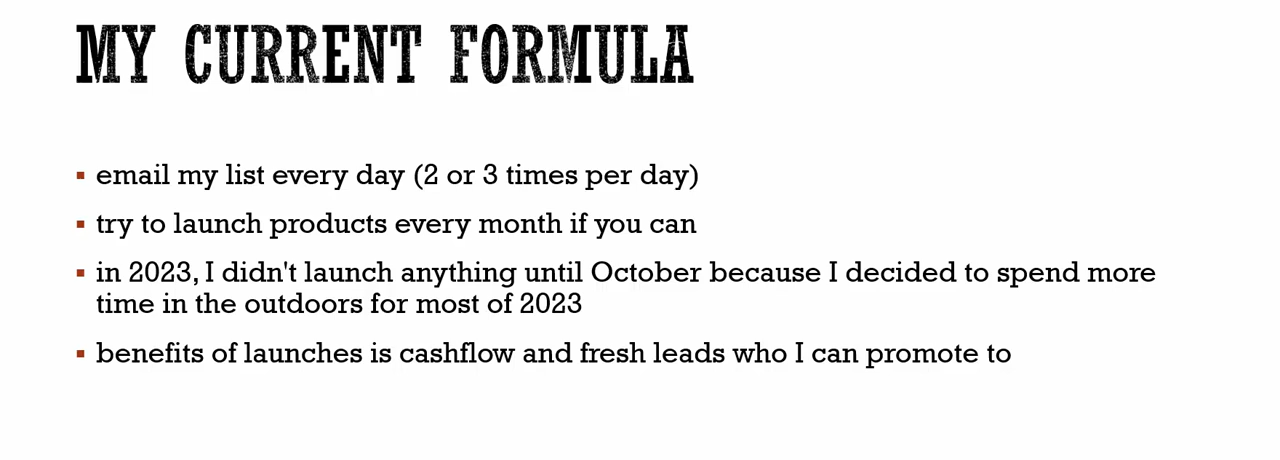 MY CURRENT FORMULA
▪ email my list every day (2 or 3 times per day)
▪ try to launch products every month if you can
▪ in 2023, I didn't launch anything until October because I decided to spend more
time in the outdoors for most of 2023
▪ benefits of launches is cashflow and fresh leads who I can promote to